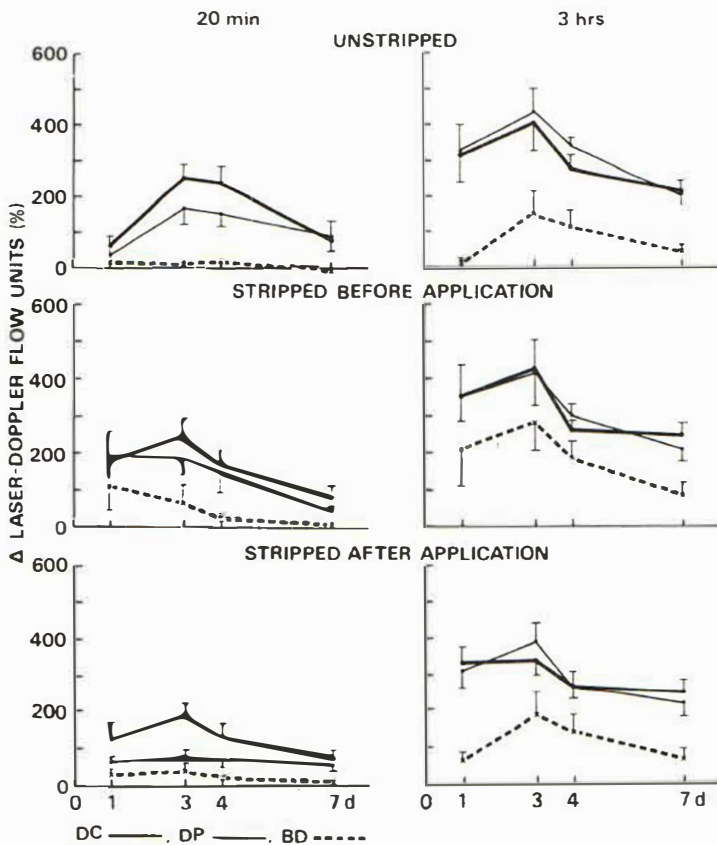 20 min 3 hrs
UNSTRIPPED
600
400
200
0
STRIPPED BEFORE APPLICATION
600
400
200
0
STRIPPED AFTER APPLICATION
600
400
200
0
Δ LASER-DOPPLER FLOW UNITS (%)
0 1 3 4 7 d 0 1 3 4 7 d
DC , DP , BD